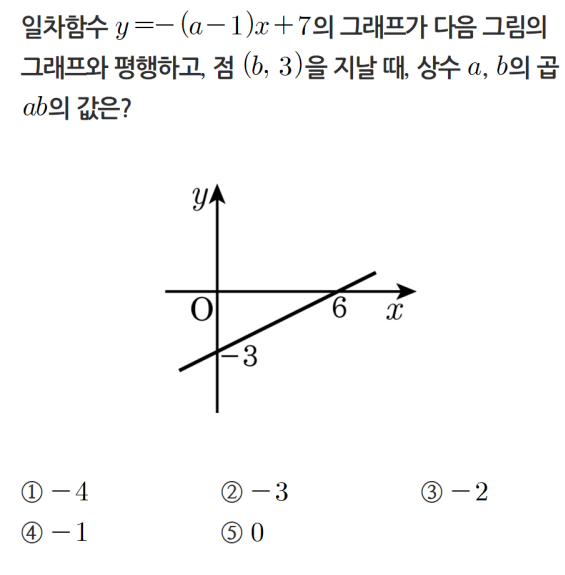 일차함수 y=-(a-1)x+7의 그래프가 다음 그림의
그래프와 평행하고, 점 (b, 3)을 지날 때, 상수 a, b의 곱
ab의 값은?
y
O
6
x
-3
① -4
② -3
③ -2
④ -1
⑤ 0